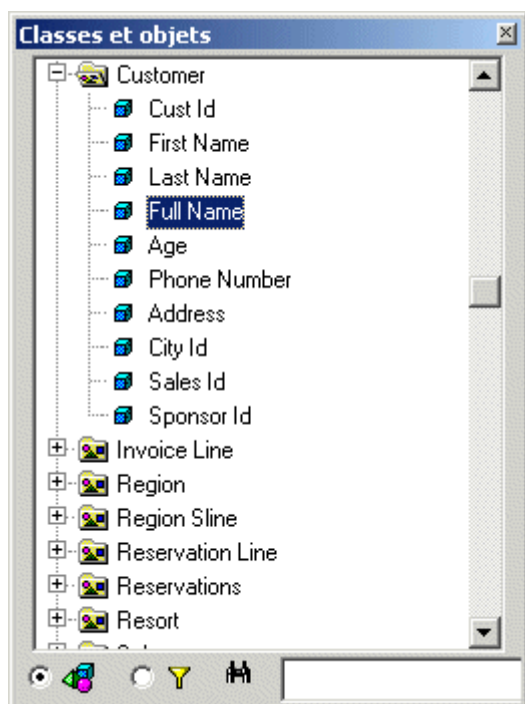 Classes et objets
Customer
Cust Id
First Name
Last Name
Full Name
Age
Phone Number
Address
City Id
Sales Id
Sponsor Id
Invoice Line
Region
Region Sline
Reservation Line
Reservations
Resort